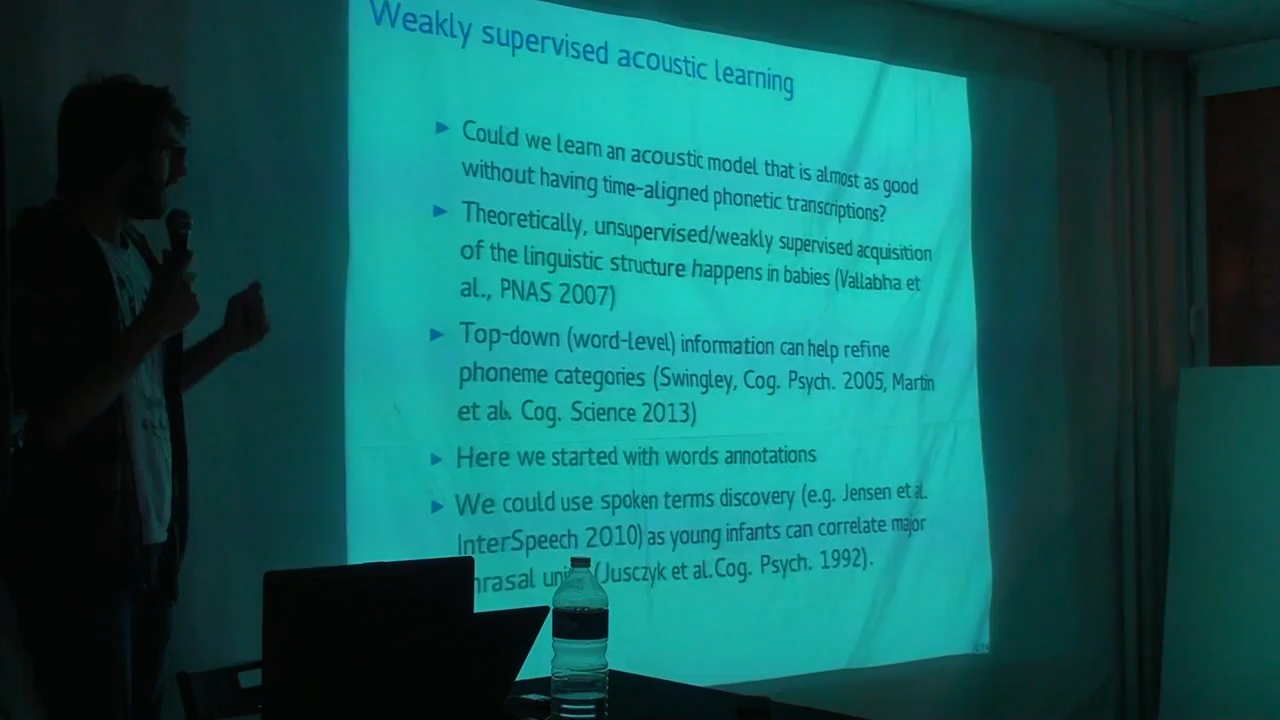 Weakly supervised acoustic learning
► Could we learn an acoustic model that is almost as good
without having time-aligned phonetic transcriptions?
► Theoretically, unsupervised/weakly supervised acquisition
of the linguistic structure happens in babies (Vallabha et
al., PNAS 2007)
► Top-down (word-level) information can help refine
phoneme categories (Swingley, Cog. Psych. 2005, Martin
et al. Cog. Science 2013)
► Here we started with words annotations
► We could use spoken terms discovery (e.g. Jensen et al.
InterSpeech 2010) as young infants can correlate major
(Jusczyk et al.Cog. Psych. 1992).